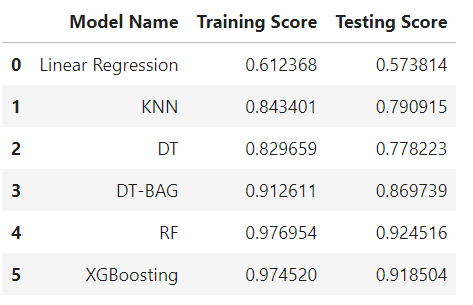 Model Name Training Score Testing Score
0 Linear Regression 0.612368 0.573814
1 KNN 0.843401 0.790915
2 DT 0.829659 0.778223
3 DT-BAG 0.912611 0.869739
4 RF 0.976954 0.924516
5 XGBoosting 0.974520 0.918504